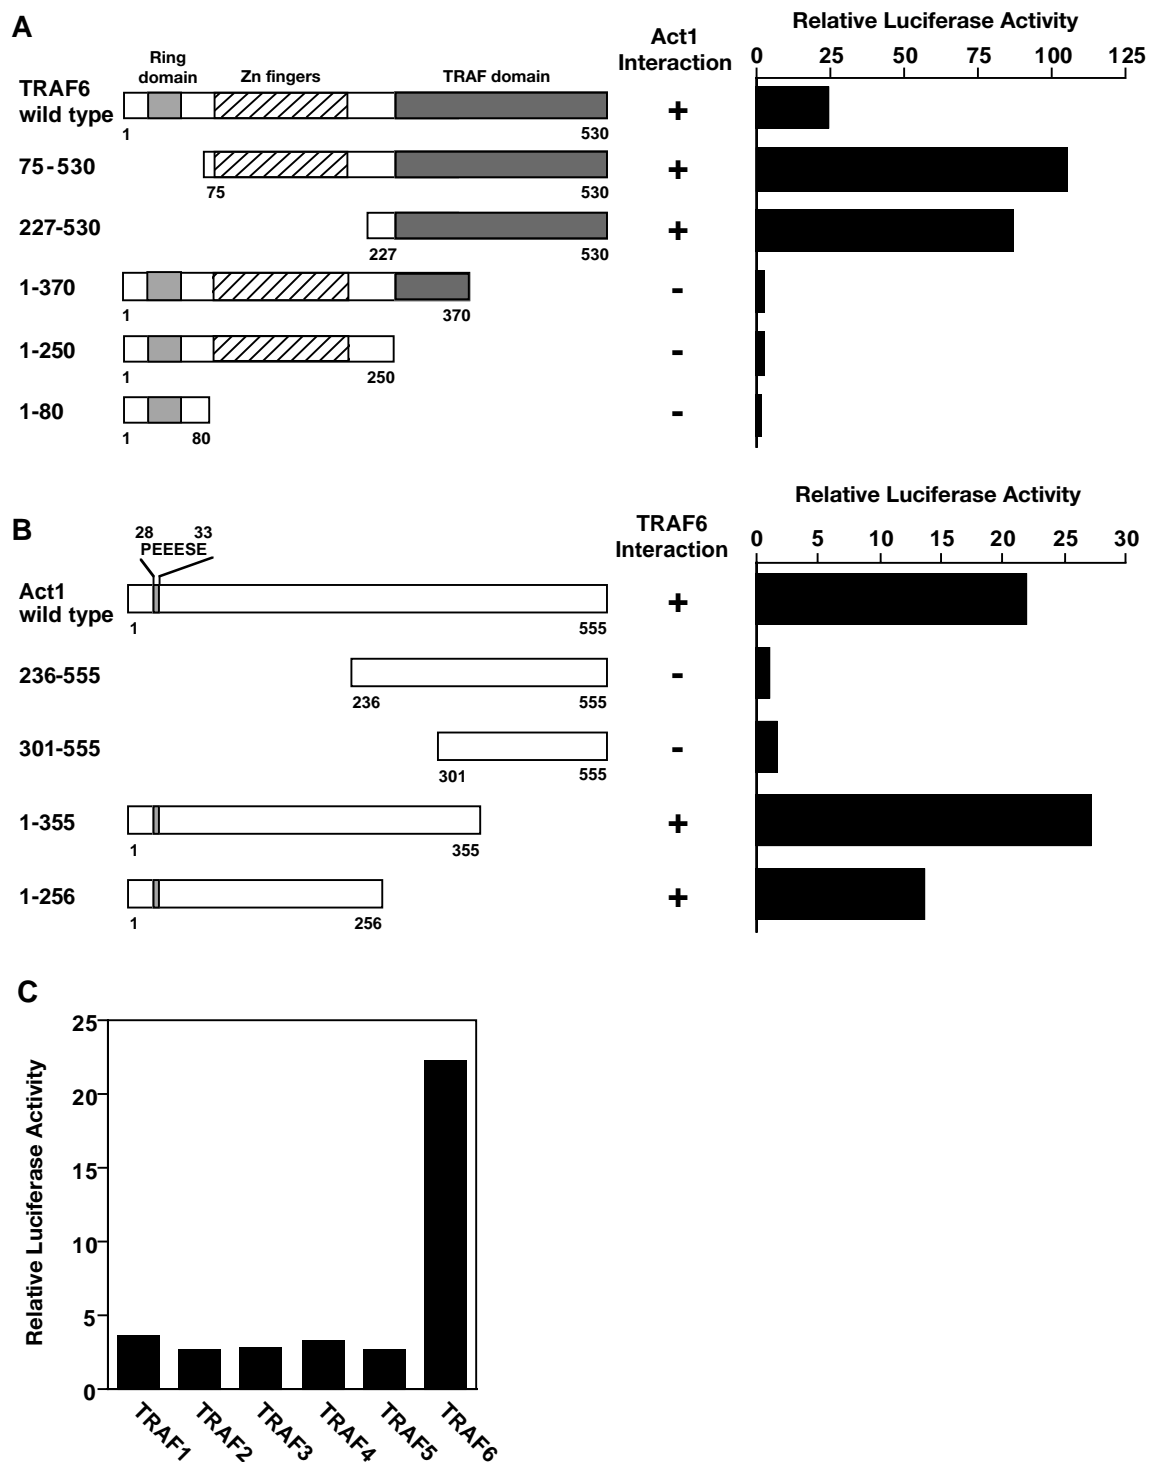 A
Relative Luciferase Activity
Act1
Interaction
0 25 50 75 100 125
Ring
domain
Zn fingers
TRAF domain
TRAF6
wild type
+
1 530
75-530
+
75 530
227-530
+
227 530
1-370
-
1 370
1-250
-
1 250
1-80
-
1 80
B
Relative Luciferase Activity
TRAF6
Interaction
0 5 10 15 20 25 30
28 33
PEEESE
Act1
wild type
+
1 555
236-555
-
236 555
301-555
-
301 555
1-355
+
1 355
1-256
+
1 256
C
Relative Luciferase Activity
25
20
15
10
5
0
TRAF1
TRAF2
TRAF3
TRAF4
TRAF5
TRAF6